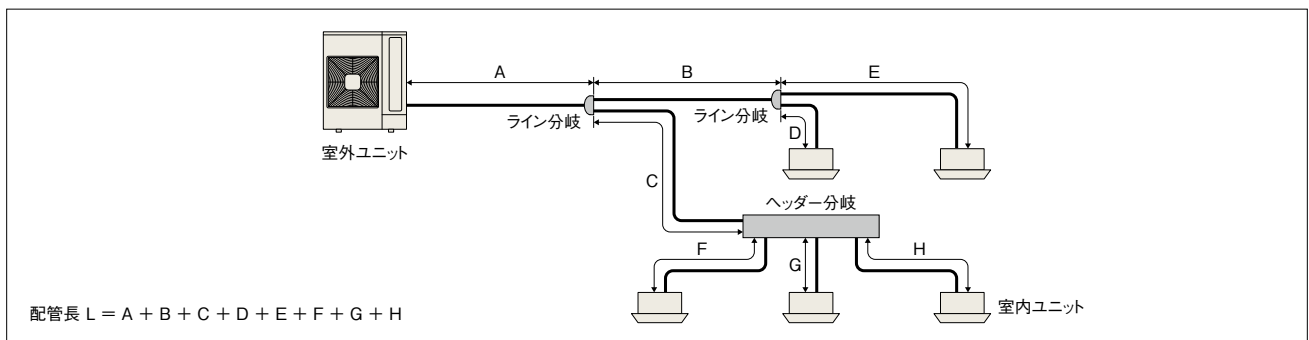 A
B
E
ライン分岐
ライン分岐
D
室外ユニット
C
ヘッダー分岐
F
G
H
配管長 L = A + B + C + D + E + F + G + H
室内ユニット